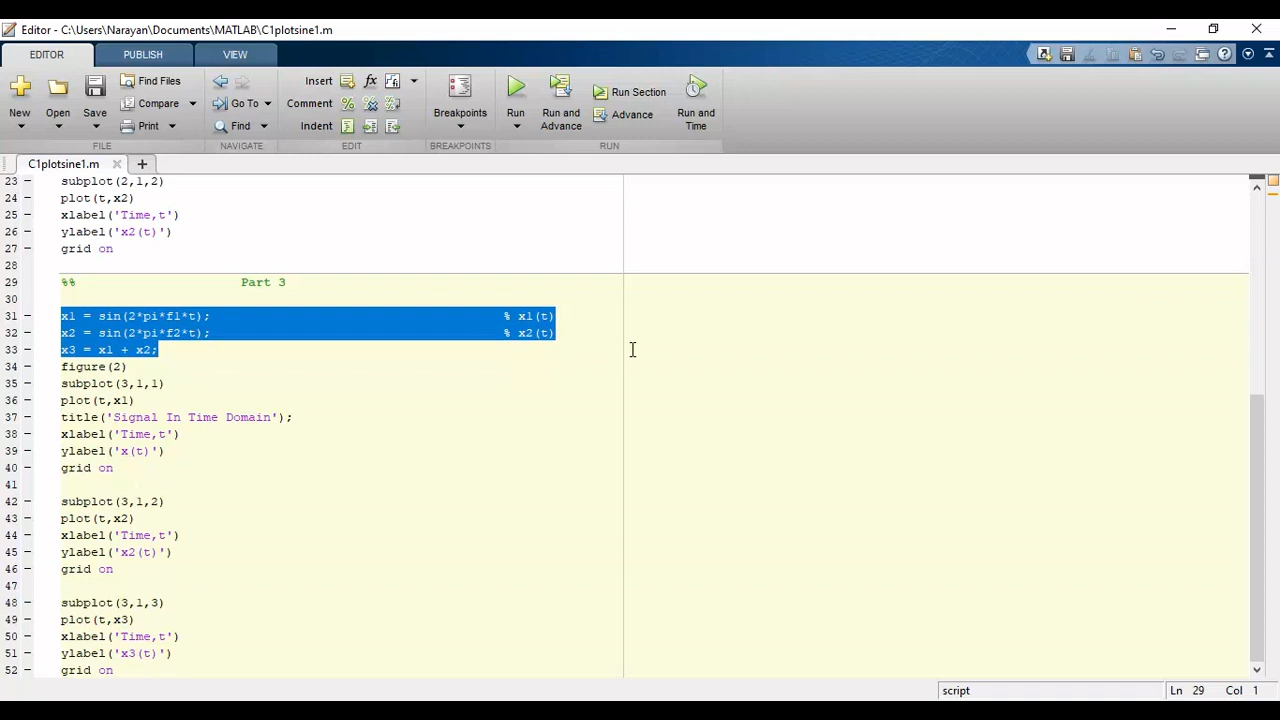 Editor - C:\Users\Narayan\Documents\MATLAB\C1plotsine1.m
EDITOR PUBLISH VIEW
New Open Save Find Files Compare Print Go To Find Insert Comment Indent Breakpoints Run Run and Advance Run Section Advance Run and Time
FILE NAVIGATE EDIT BREAKPOINTS RUN
C1plotsine1.m
23 subplot(2,1,2)
24 plot(t,x2)
25 xlabel('Time,t')
26 ylabel('x2(t)')
27 grid on
28
29 %% Part 3
30
31 x1 = sin(2*pi*f1*t); % x1(t)
32 x2 = sin(2*pi*f2*t); % x2(t)
33 x3 = x1 + x2;
34 figure(2)
35 subplot(3,1,1)
36 plot(t,x1)
37 title('Signal In Time Domain');
38 xlabel('Time,t')
39 ylabel('x(t)')
40 grid on
41
42 subplot(3,1,2)
43 plot(t,x2)
44 xlabel('Time,t')
45 ylabel('x2(t)')
46 grid on
47
48 subplot(3,1,3)
49 plot(t,x3)
50 xlabel('Time,t')
51 ylabel('x3(t)')
52 grid on
script Ln 29 Col 1